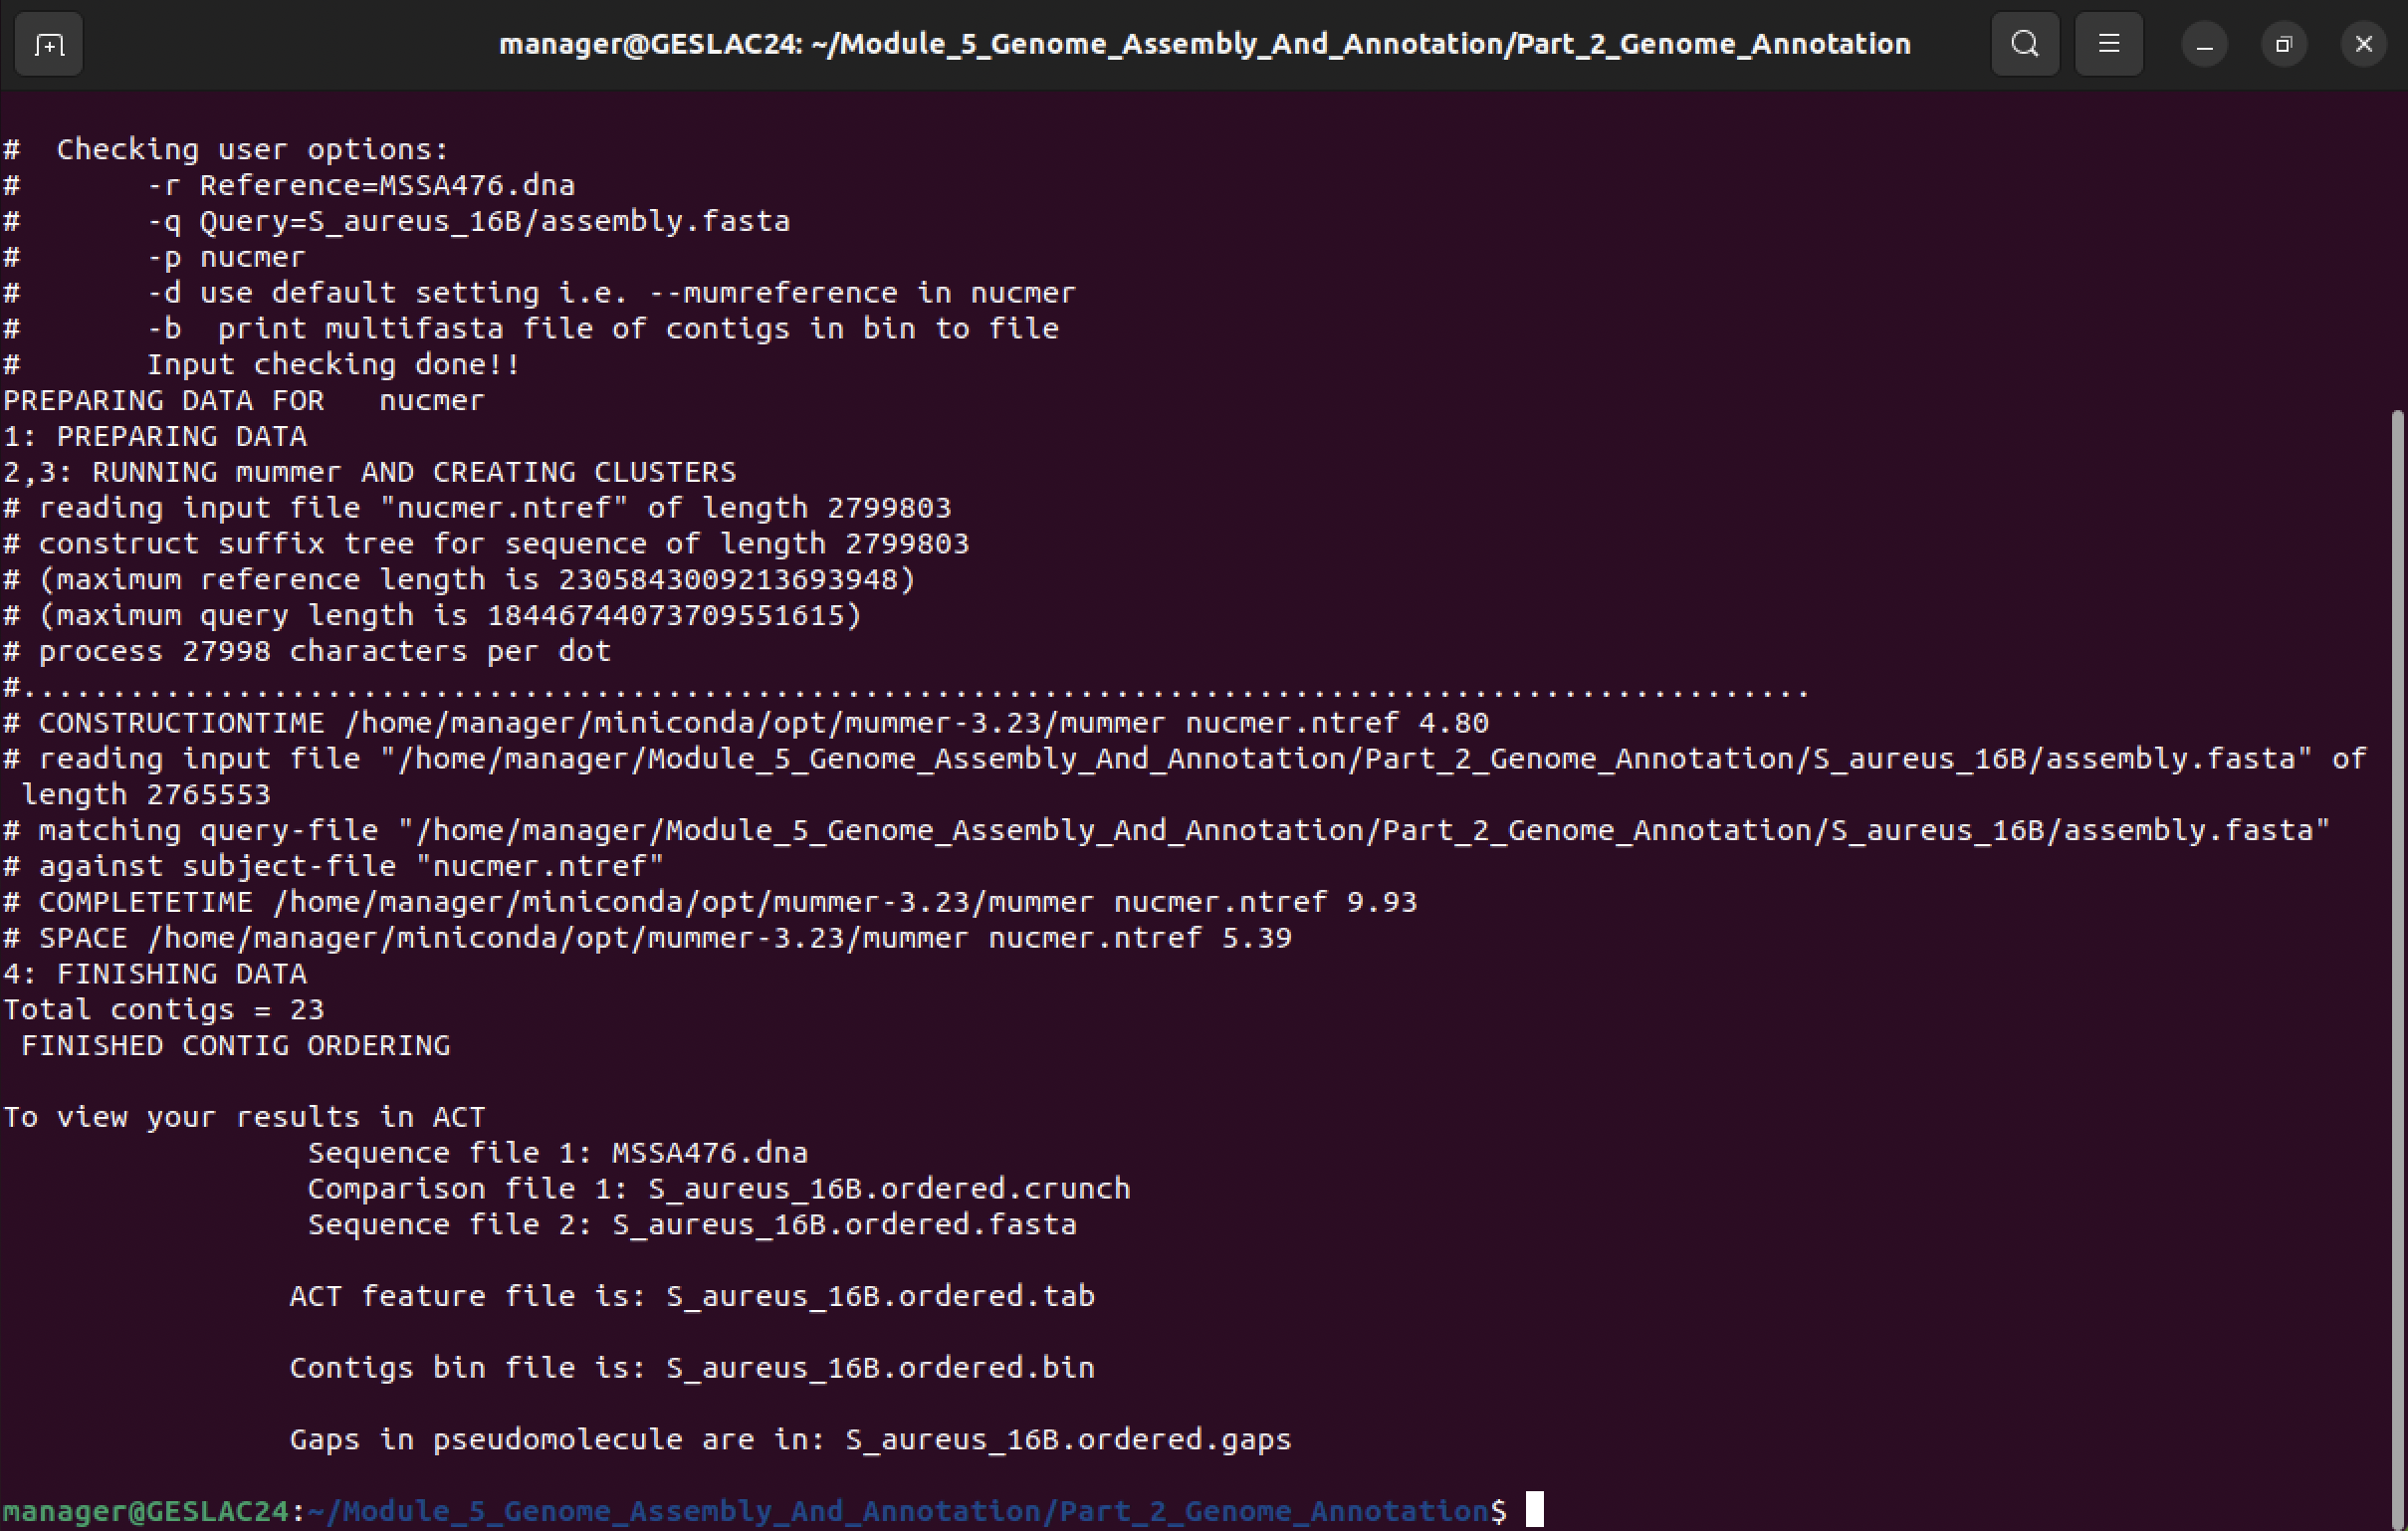 manager@GESLAC24: ~/Module_5_Genome_Assembly_And_Annotation/Part_2_Genome_Annotation
#  Checking user options:
#       -r Reference=MSSA476.dna
#       -q Query=S_aureus_16B/assembly.fasta
#       -p nucmer
#       -d use default setting i.e. --mumreference in nucmer
#       -b  print multifasta file of contigs in bin to file
#       Input checking done!!
PREPARING DATA FOR   nucmer
1: PREPARING DATA
2,3: RUNNING mummer AND CREATING CLUSTERS
# reading input file "nucmer.ntref" of length 2799803
# construct suffix tree for sequence of length 2799803
# (maximum reference length is 2305843009213693948)
# (maximum query length is 18446744073709551615)
# process 27998 characters per dot
#....................................................................................................
# CONSTRUCTIONTIME /home/manager/miniconda/opt/mummer-3.23/mummer nucmer.ntref 4.80
# reading input file "/home/manager/Module_5_Genome_Assembly_And_Annotation/Part_2_Genome_Annotation/S_aureus_16B/assembly.fasta" of
 length 2765553
# matching query-file "/home/manager/Module_5_Genome_Assembly_And_Annotation/Part_2_Genome_Annotation/S_aureus_16B/assembly.fasta"
# against subject-file "nucmer.ntref"
# COMPLETETIME /home/manager/miniconda/opt/mummer-3.23/mummer nucmer.ntref 9.93
# SPACE /home/manager/miniconda/opt/mummer-3.23/mummer nucmer.ntref 5.39
4: FINISHING DATA
Total contigs = 23
 FINISHED CONTIG ORDERING
To view your results in ACT
                 Sequence file 1: MSSA476.dna
                 Comparison file 1: S_aureus_16B.ordered.crunch
                 Sequence file 2: S_aureus_16B.ordered.fasta
                ACT feature file is: S_aureus_16B.ordered.tab
                Contigs bin file is: S_aureus_16B.ordered.bin
                Gaps in pseudomolecule are in: S_aureus_16B.ordered.gaps
manager@GESLAC24:~/Module_5_Genome_Assembly_And_Annotation/Part_2_Genome_Annotation$